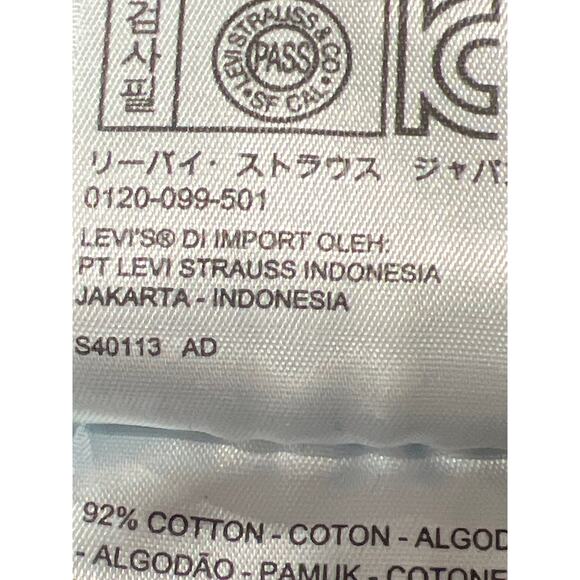 검사필
LEVI STRAUSS & CO
PASS
SF CAL
リーバイ・ストラウス ジャパ
0120-099-501
LEVI'S® DI IMPORT OLEH:
PT LEVI STRAUSS INDONESIA
JAKARTA - INDONESIA
S40113 AD
92% COTTON - COTON - ALGOD
- ALGODÃO - PAMUK - COTONE